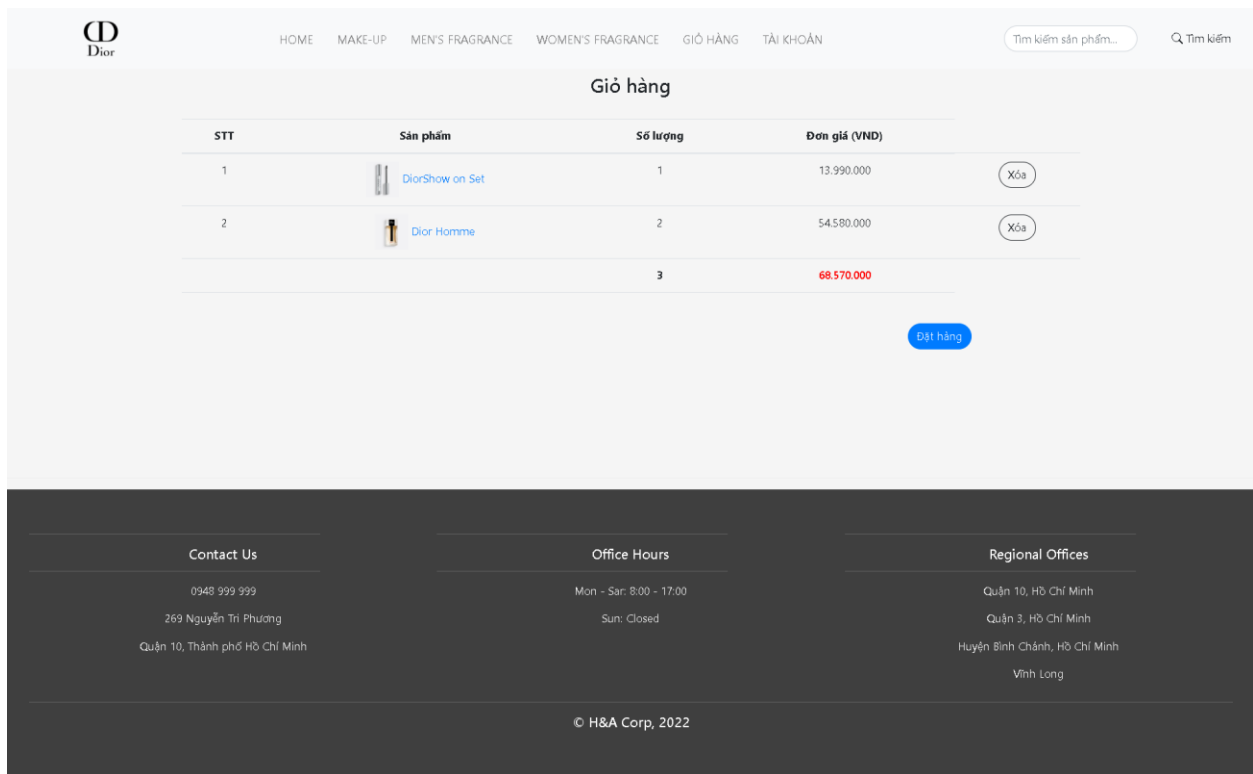 Dior
HOME MAKE-UP MEN'S FRAGRANCE WOMEN'S FRAGRANCE GIỎ HÀNG TÀI KHOẢN Tìm kiếm sản phẩm... Tìm kiếm
Giỏ hàng
STT Sản phẩm Số lượng Đơn giá (VND)
1 DiorShow on Set 1 13.990.000 Xóa
2 Dior Homme 2 54.580.000 Xóa
3 68.570.000
Đặt hàng
Contact Us Office Hours Regional Offices
0948 999 999 Mon - Sar: 8:00 - 17:00 Quận 10, Hồ Chí Minh
269 Nguyễn Tri Phương Sun: Closed Quận 3, Hồ Chí Minh
Quận 10, Thành phố Hồ Chí Minh Huyện Bình Chánh, Hồ Chí Minh
Vĩnh Long
© H&A Corp, 2022